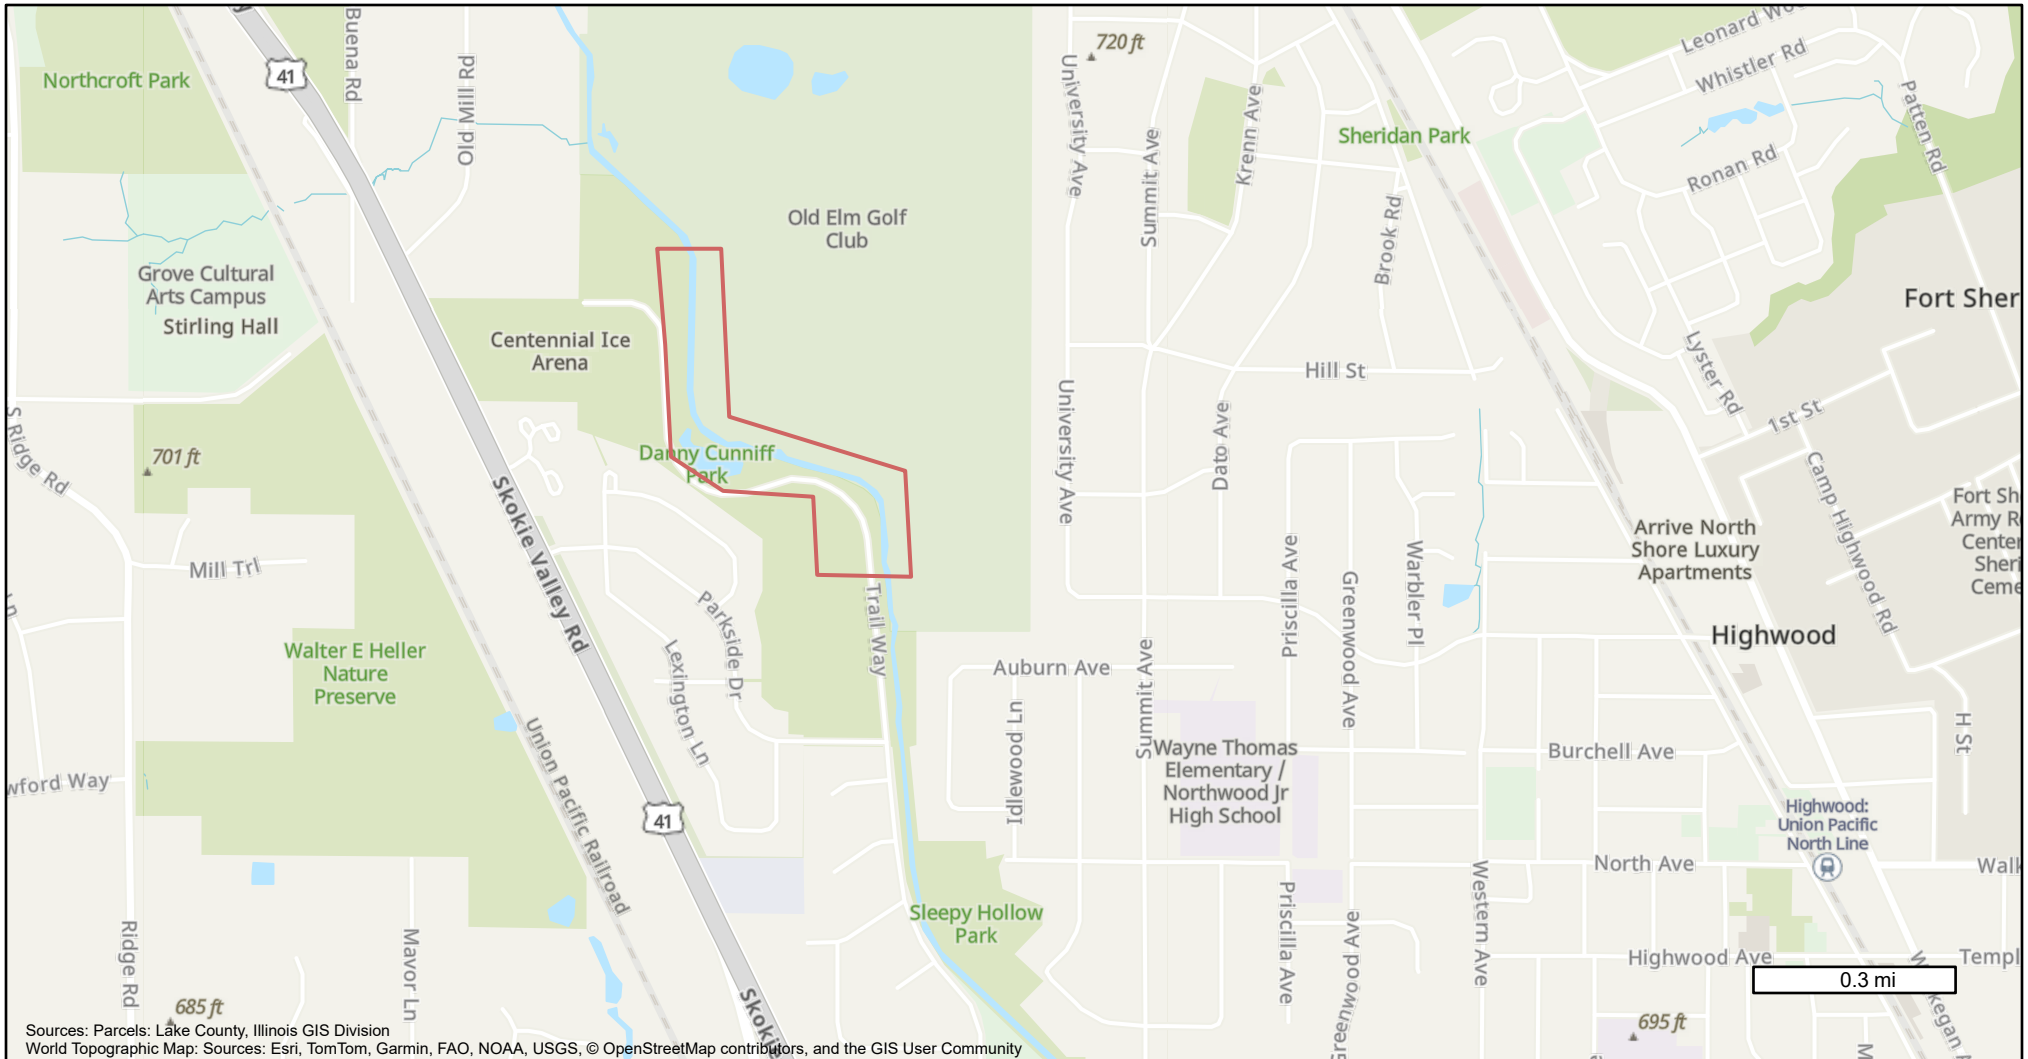 Northcroft Park
41
Buena Rd
Old Mill Rd
University Ave
720 ft
Summit Ave
Krenn Ave
Sheridan Park
Whistler Rd
Ronan Rd
Patten Rd
Brook Rd
Old Elm Golf
Club
Grove Cultural
Arts Campus
Stirling Hall
Centennial Ice
Arena
Fort Sher
Hill St
Lyster Rd
1st St
S Ridge Rd
701 ft
Danny Cunniff
Park
University Ave
Dato Ave
Camp Highwood Rd
Skokie Valley Rd
Mill Trl
Arrive North
Shore Luxury
Apartments
Fort Sh
Army R
Center
Sheri
Ceme
Priscilla Ave
Greenwood Ave
Warbler Pl
Highwood
Parkside Dr
Lexington Ln
Trail Way
Walter E Heller
Nature
Preserve
Auburn Ave
Idlewood Ln
Summit Ave
Wayne Thomas
Elementary /
Northwood Jr
High School
Burchell Ave
H St
wford Way
Union Pacific Railroad
41
Highwood:
Union Pacific
North Line
North Ave
Walk
Sleepy Hollow
Park
Priscilla Ave
Greenwood Ave
Western Ave
Ridge Rd
Mavor Ln
Highwood Ave
Templ
685 ft
Skokie
695 ft
0.3 mi
Sources: Parcels: Lake County, Illinois GIS Division
World Topographic Map: Sources: Esri, TomTom, Garmin, FAO, NOAA, USGS, © OpenStreetMap contributors, and the GIS User Community